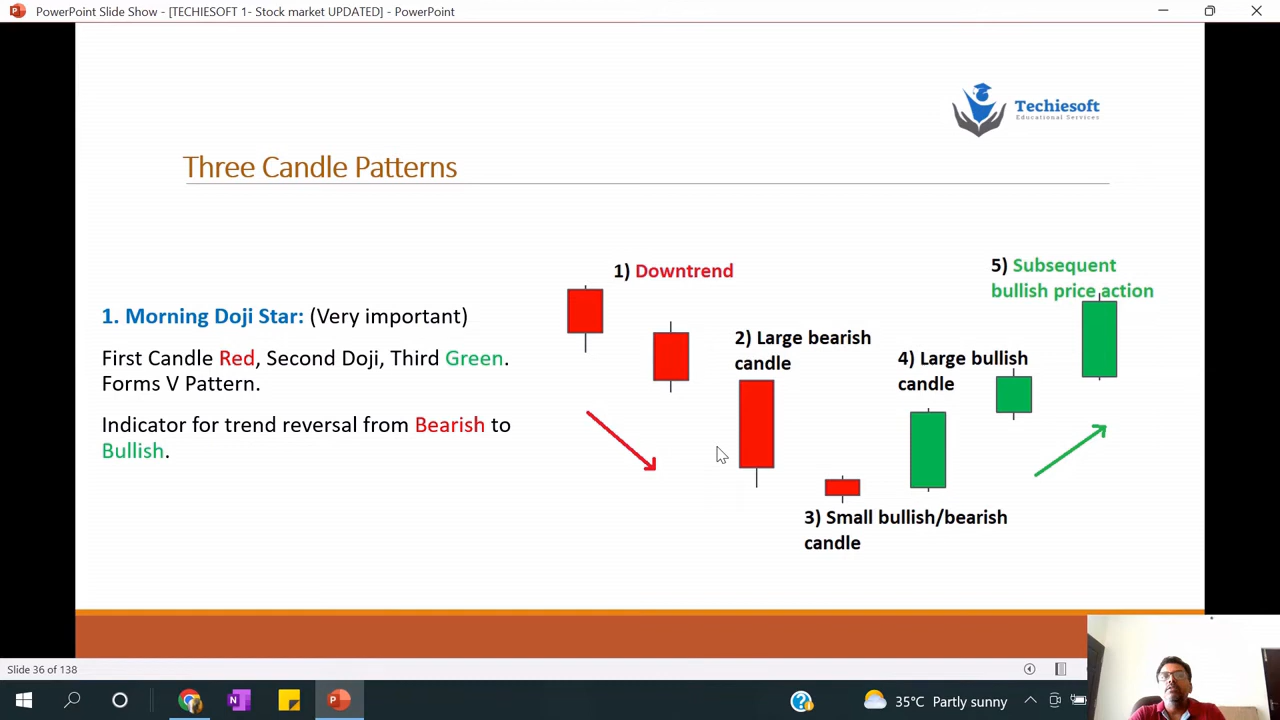 PowerPoint Slide Show - [TECHIESOFT 1- Stock market UPDATED] - PowerPoint
Techiesoft
Educational Services
Three Candle Patterns
1. Morning Doji Star: (Very important)
First Candle Red, Second Doji, Third Green.
Forms V Pattern.
Indicator for trend reversal from Bearish to
Bullish.
1) Downtrend
2) Large bearish
candle
3) Small bullish/bearish
candle
4) Large bullish
candle
5) Subsequent
bullish price action
Slide 36 of 138
35°C Partly sunny